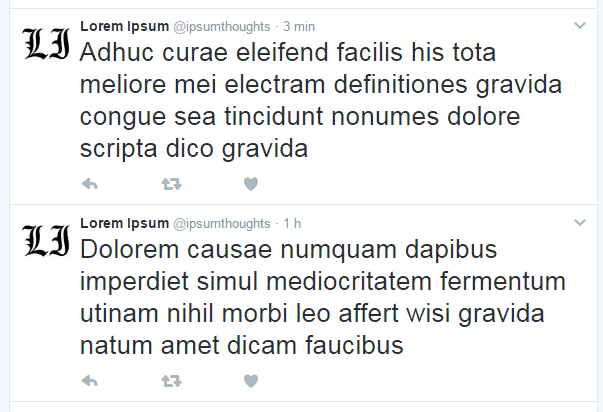 Lorem Ipsum @ipsumthoughts · 3 min
LI
Adhuc curae eleifend facilis his tota
meliore mei electram definitiones gravida
congue sea tincidunt nonumes dolore
scripta dico gravida
Lorem Ipsum @ipsumthoughts · 1 h
LI
Dolorem causae numquam dapibus
imperdiet simul mediocritatem fermentum
utinam nihil morbi leo affert wisi gravida
natum amet dicam faucibus